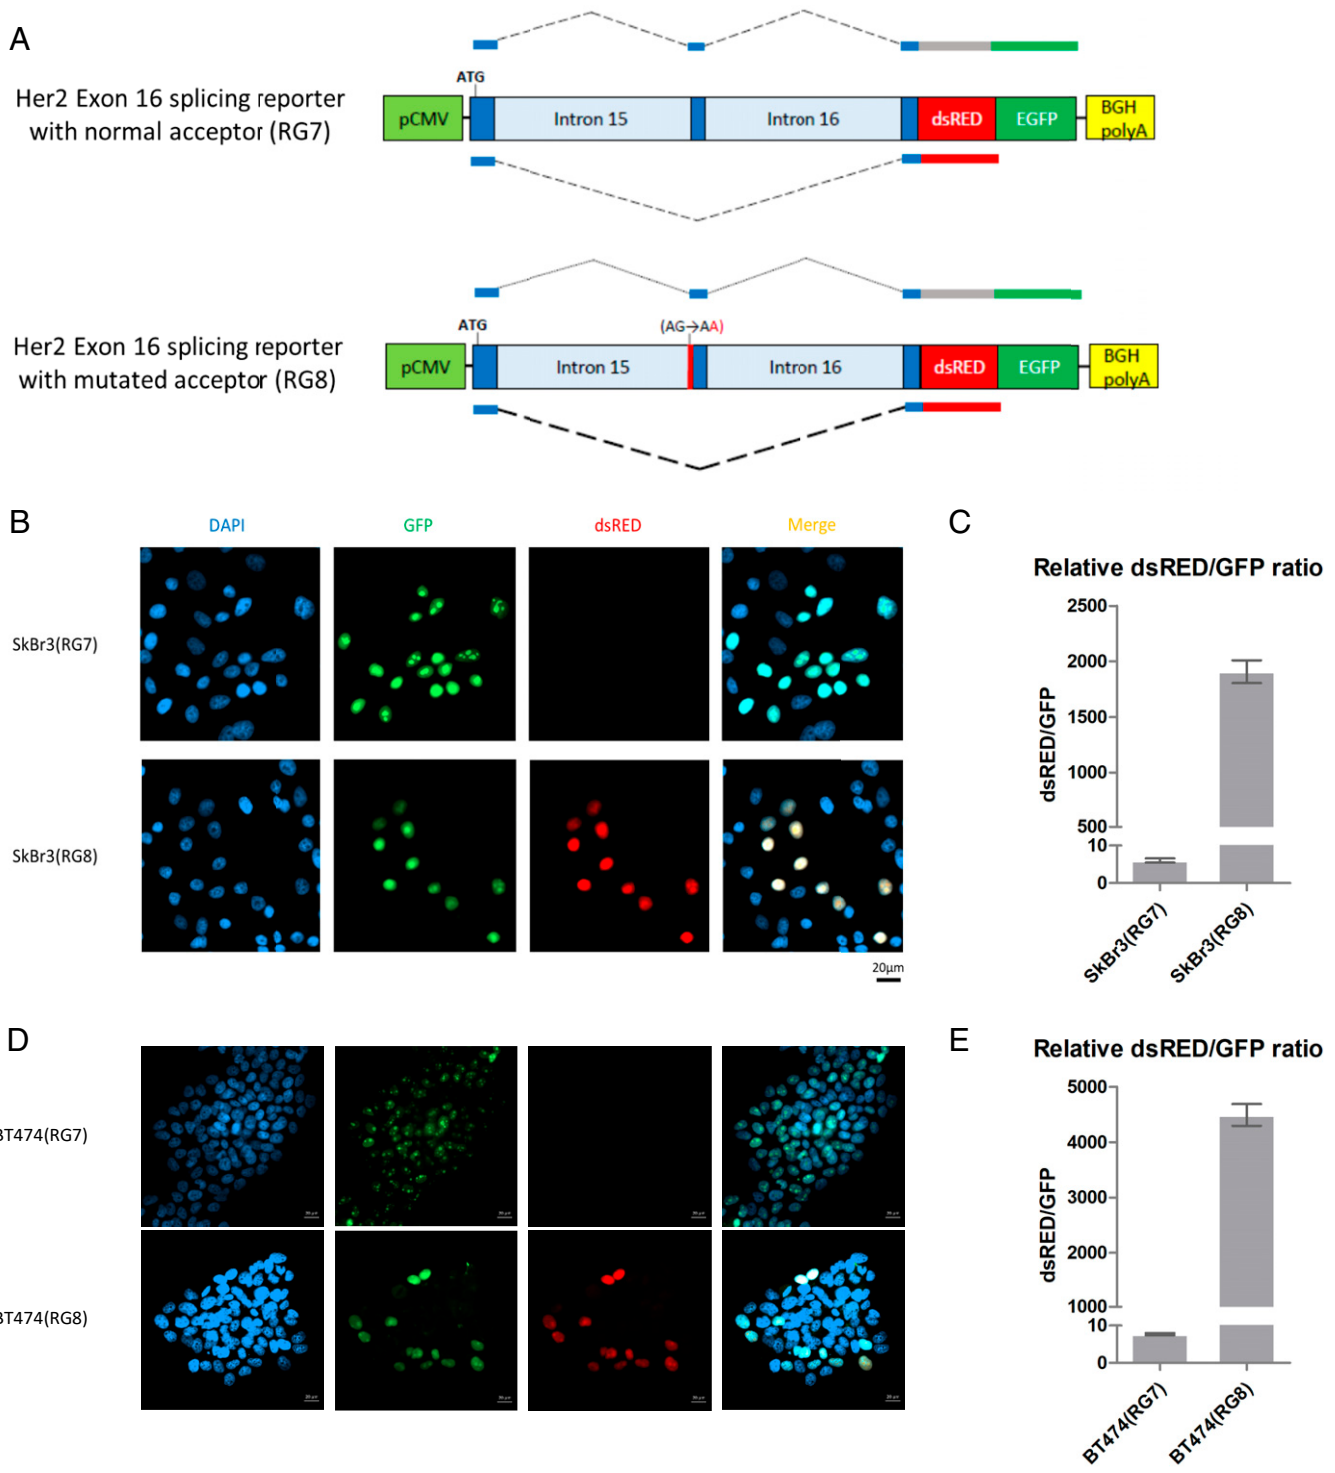 A
ATG
Her2 Exon 16 splicing reporter
with normal acceptor (RG7)
pCMV
Intron 15
Intron 16
dsRED
EGFP
BGH
polyA
ATG
(AG→AA)
Her2 Exon 16 splicing reporter
with mutated acceptor (RG8)
pCMV
Intron 15
Intron 16
dsRED
EGFP
BGH
polyA
B
DAPI
GFP
dsRED
Merge
SkBr3(RG7)
SkBr3(RG8)
20μm
C
Relative dsRED/GFP ratio
dsRED/GFP
2500
2000
1500
1000
500
10
0
SkBr3(RG7)
SkBr3(RG8)
D
BT474(RG7)
BT474(RG8)
E
Relative dsRED/GFP ratio
dsRED/GFP
5000
4000
3000
2000
1000
10
0
BT474(RG7)
BT474(RG8)